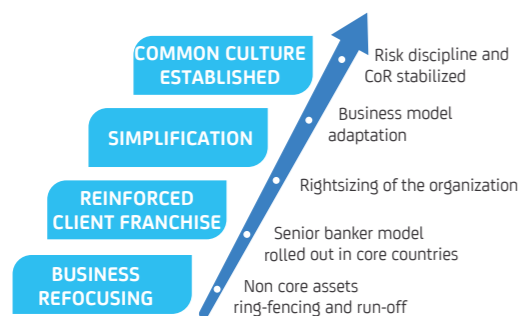 COMMON CULTURE
ESTABLISHED
Risk discipline and
CoR stabilized
SIMPLIFICATION
Business model
adaptation
Rightsizing of the organization
REINFORCED
CLIENT FRANCHISE
Senior banker model
rolled out in core countries
BUSINESS
REFOCUSING
Non core assets
ring-fencing and run-off